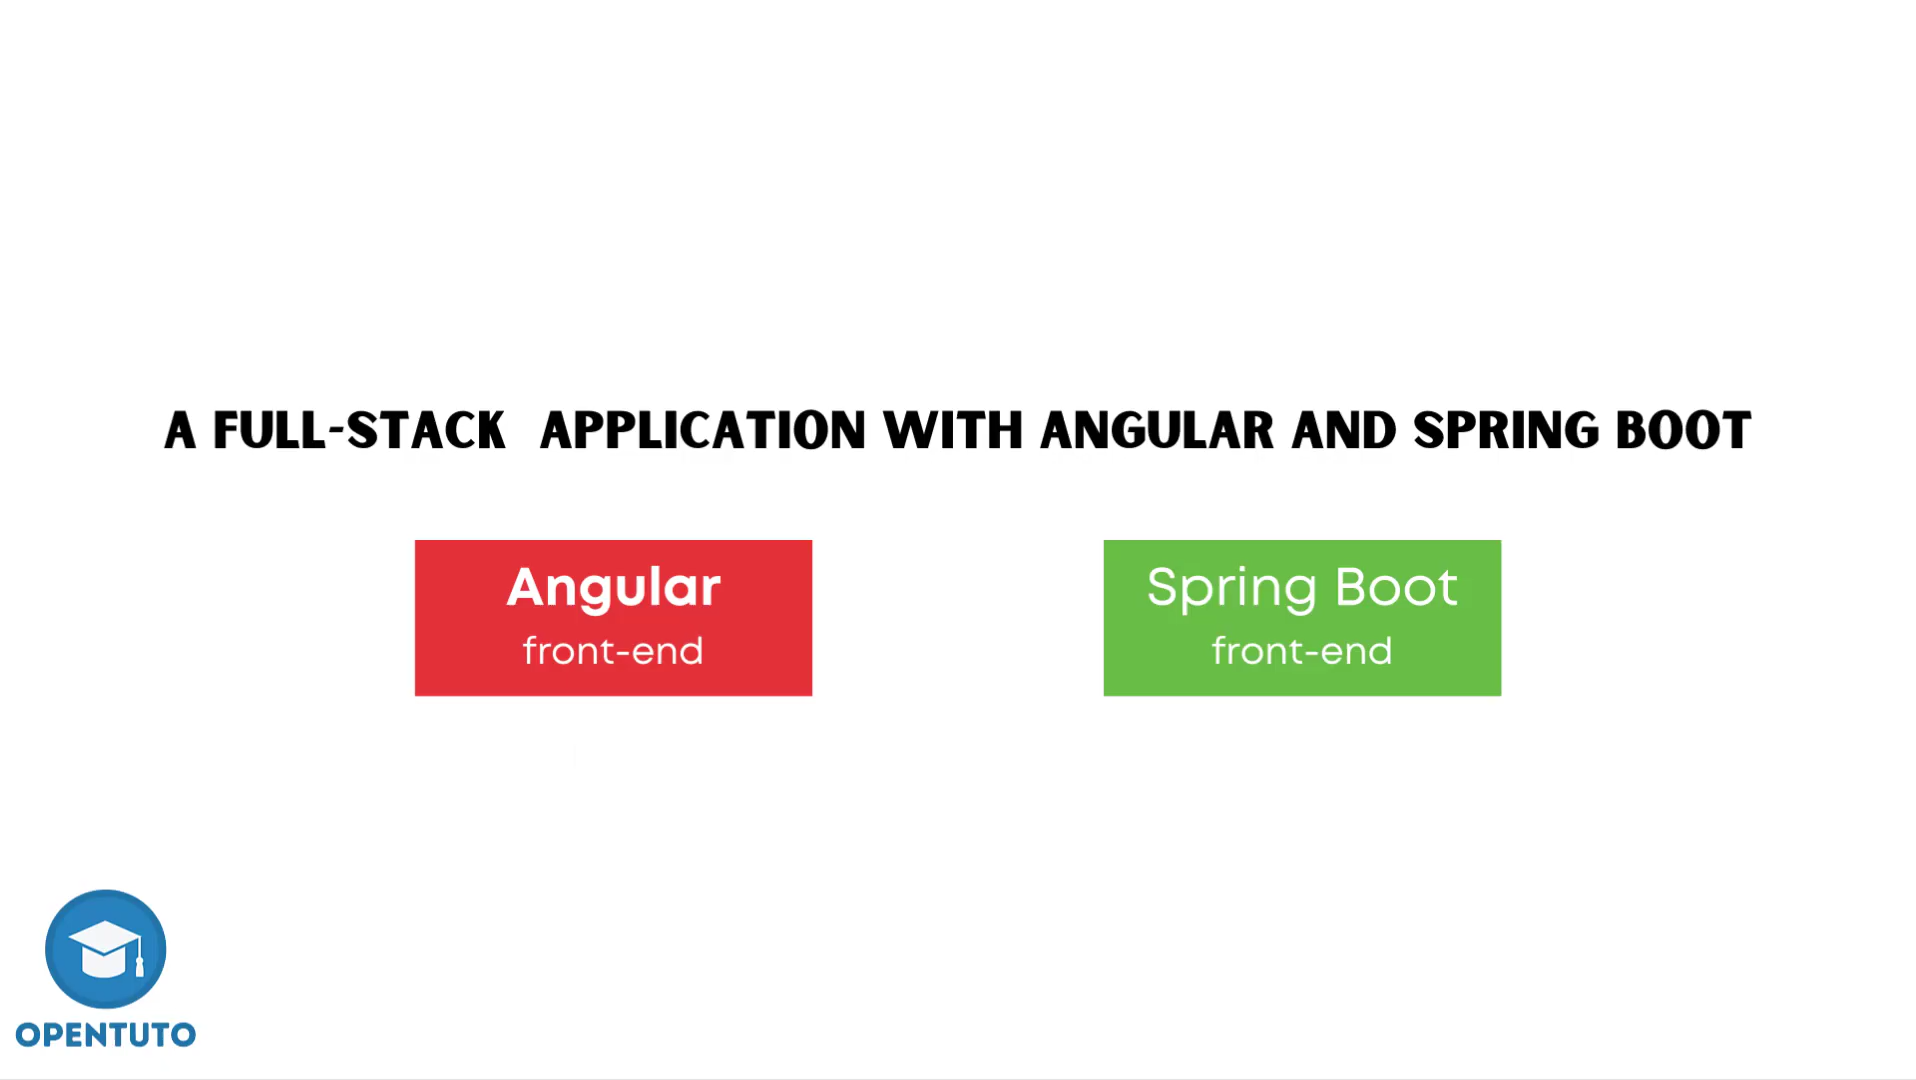 A FULL-STACK APPLICATION WITH ANGULAR AND SPRING BOOT
Angular
front-end
Spring Boot
front-end
OPENTUTO